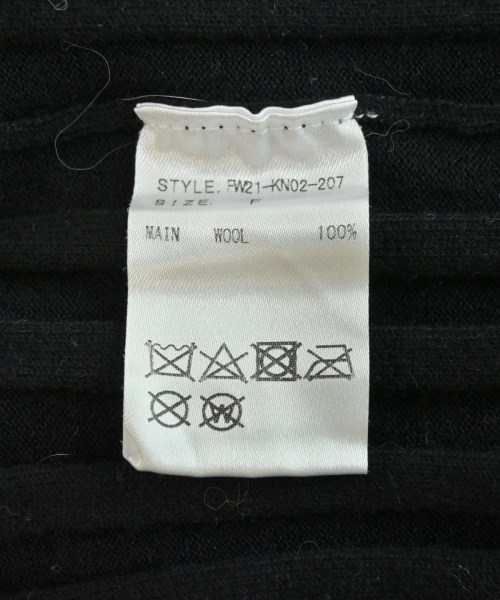 STYLE. FW21-KN02-207
SIZE. F
MAIN WOOL 100%
W